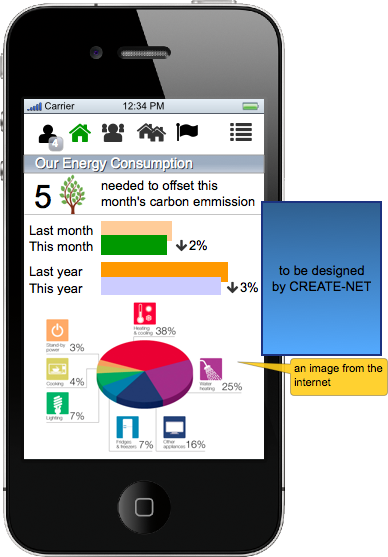 Carrier 12:34 PM
4
Our Energy Consumption
5 needed to offset this
month's carbon emmission
Last month
This month 2%
Last year
This year 3%
to be designed
by CREATE-NET
an image from the
internet
Heating
& cooling 38%
Stand-by
power 3%
Cooking 4%
Water
heating 25%
Lighting 7%
Fridges
& freezers 7%
Other
appliances 16%